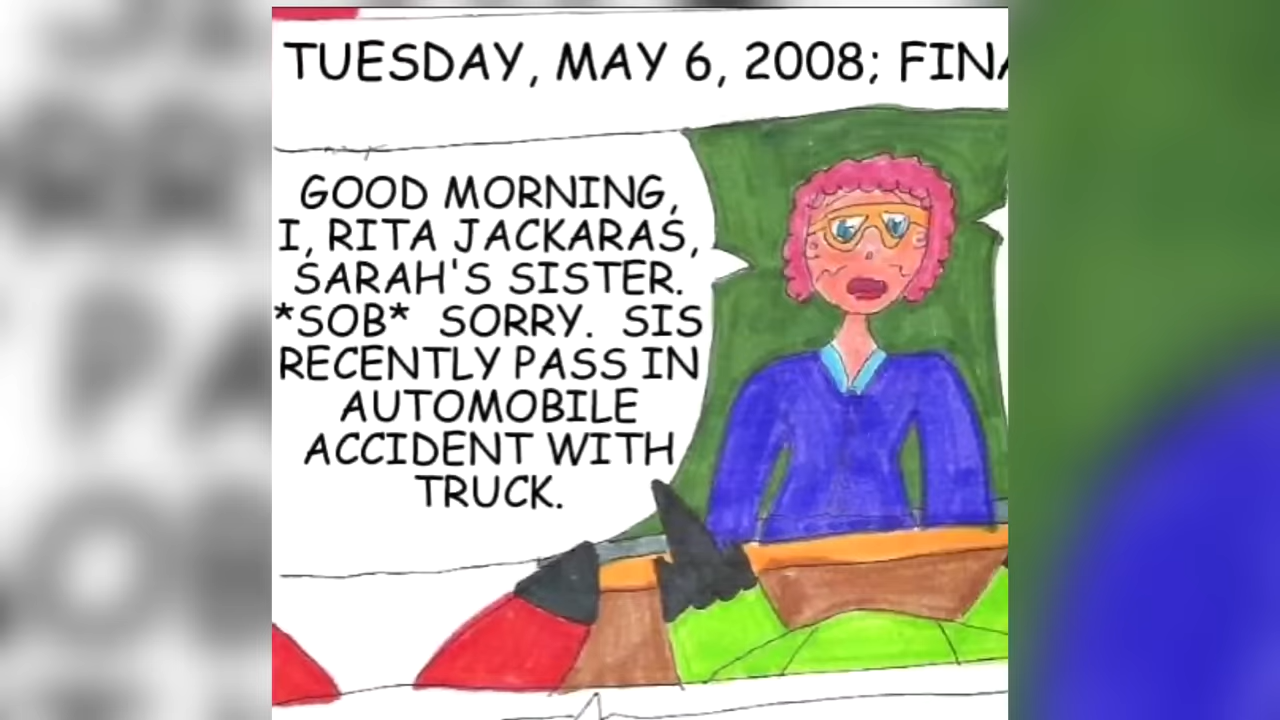 TUESDAY, MAY 6, 2008; FINA
GOOD MORNING,
I, RITA JACKARAS,
SARAH'S SISTER.
*SOB* SORRY. SIS
RECENTLY PASS IN
AUTOMOBILE
ACCIDENT WITH
TRUCK.